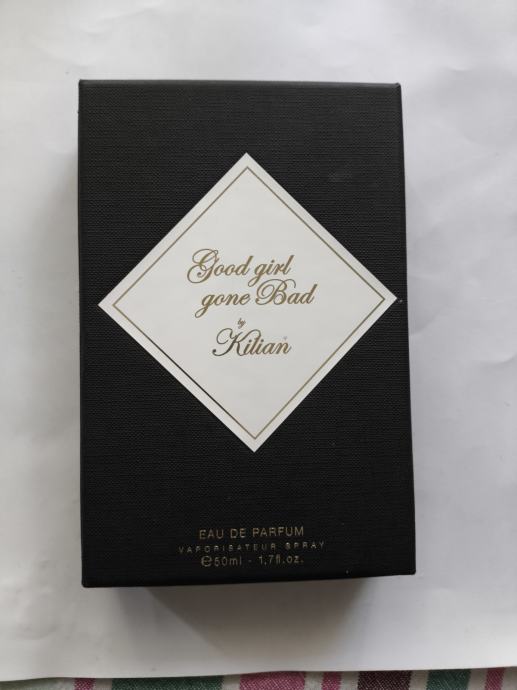 Good girl
gone Bad
by
Kilian
EAU DE PARFUM
VAPORISATEUR SPRAY
℮50ml - 1,7fl.oz.